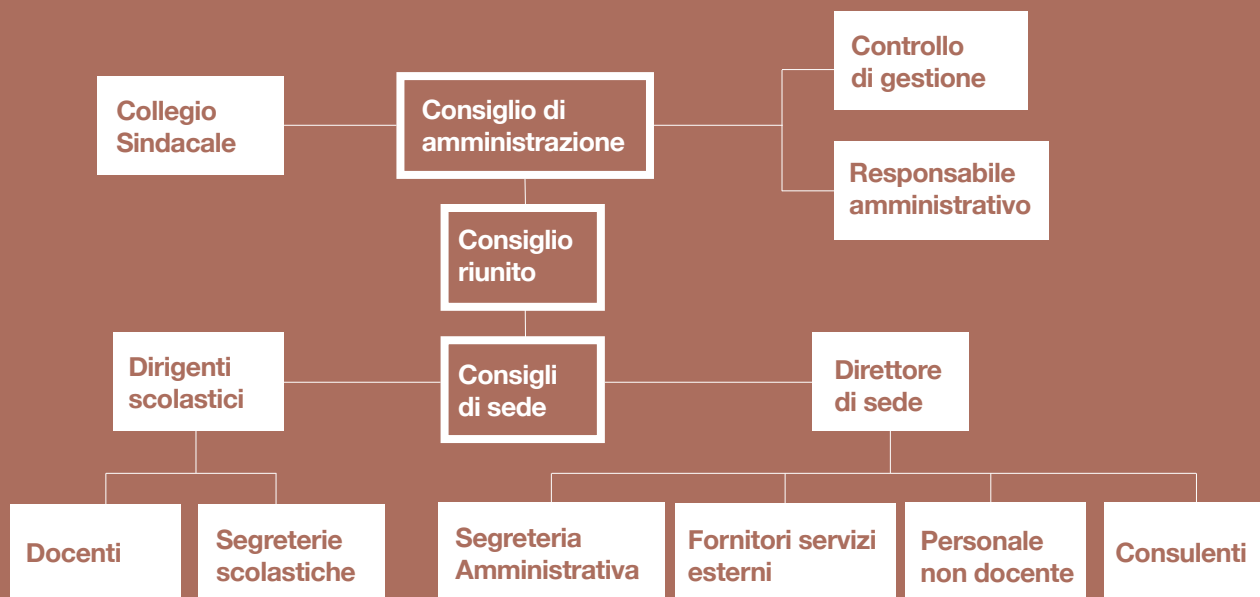 Controllo
di gestione
Collegio
Sindacale
Consiglio di
amministrazione
Responsabile
amministrativo
Consiglio
riunito
Dirigenti
scolastici
Consigli
di sede
Direttore
di sede
Docenti
Segreterie
scolastiche
Segreteria
Amministrativa
Fornitori servizi
esterni
Personale
non docente
Consulenti